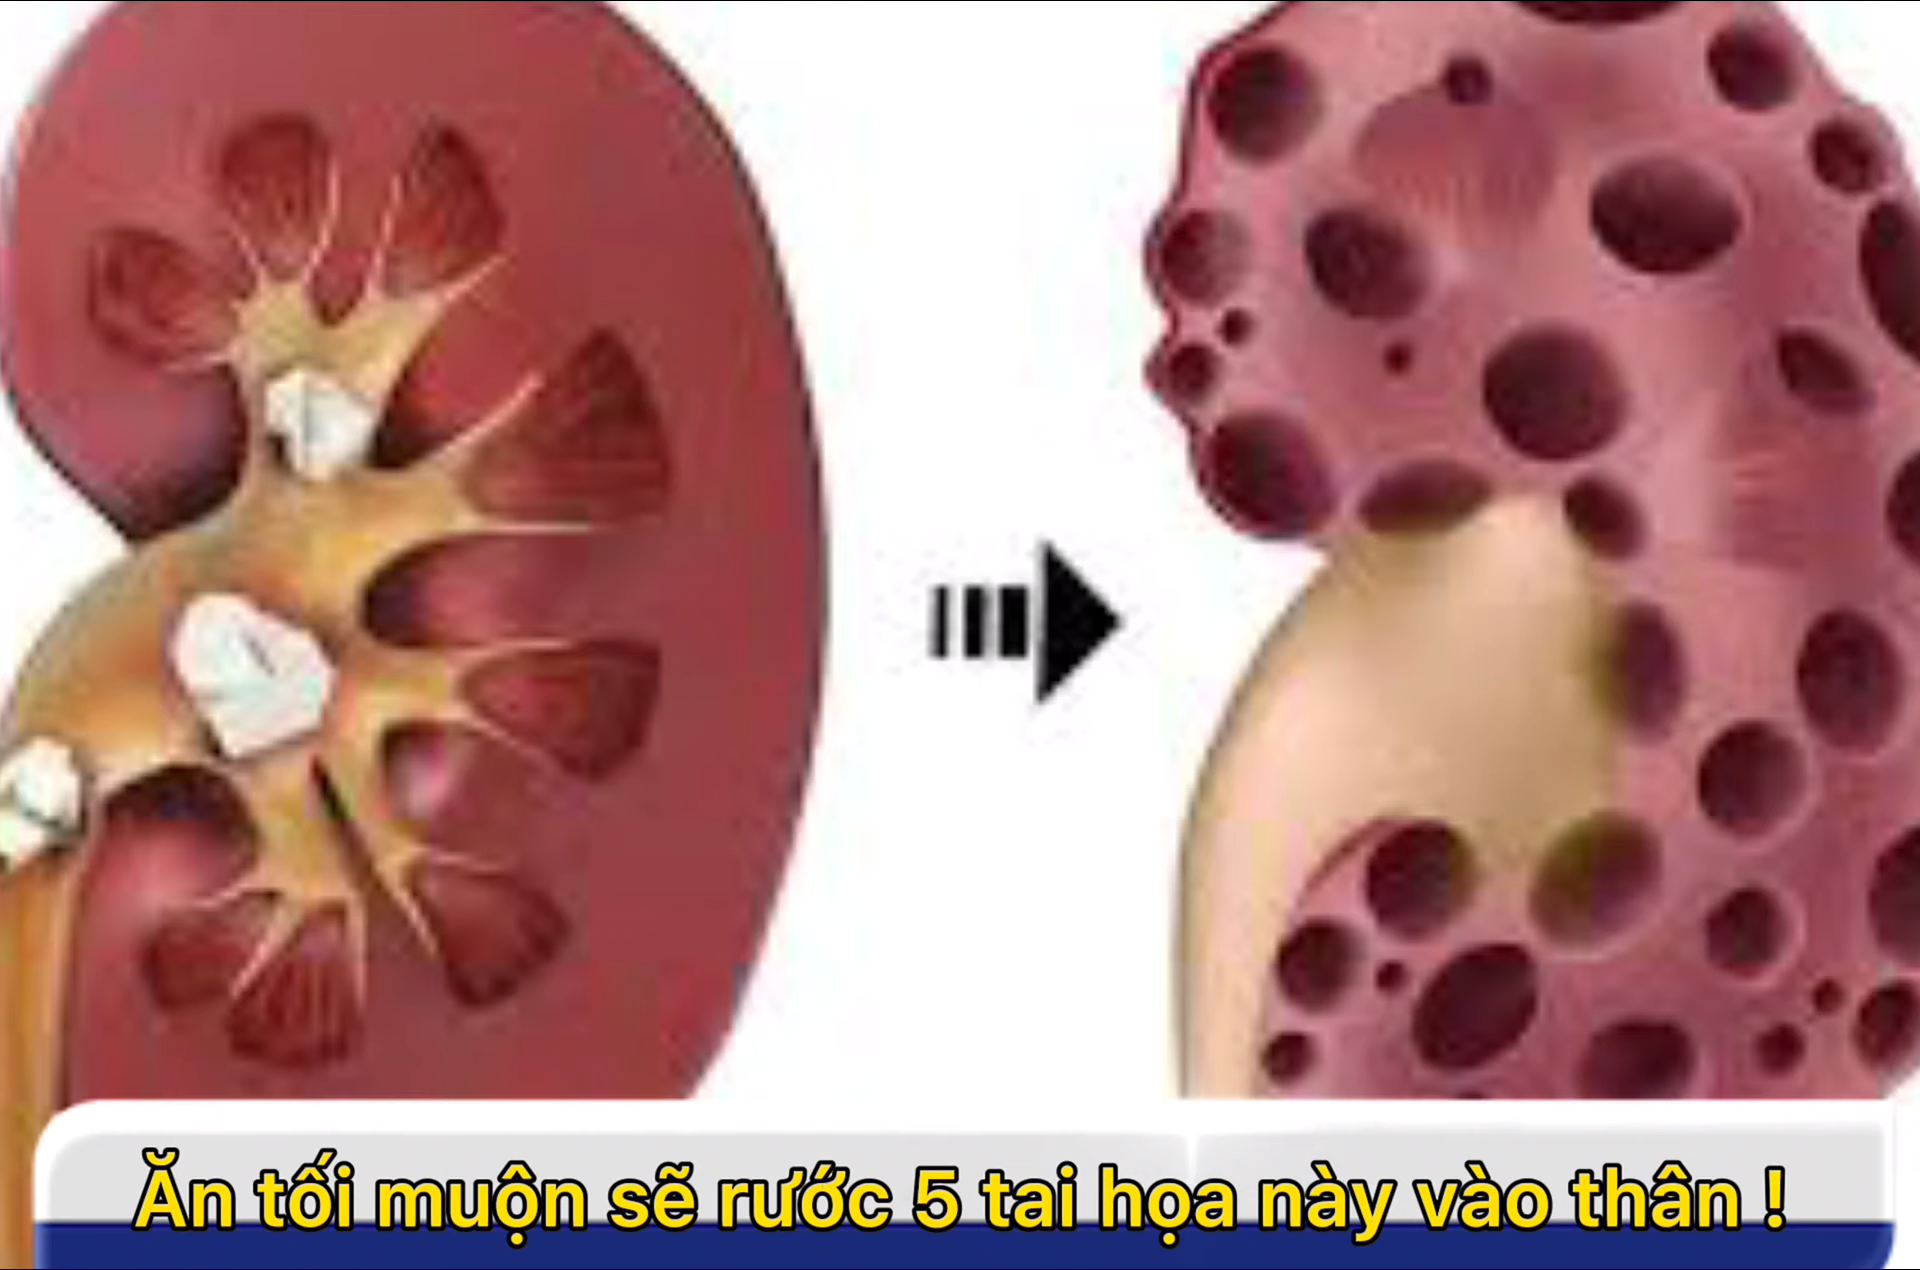 Ăn tối muộn sẽ rước 5 tai họa này vào thân !